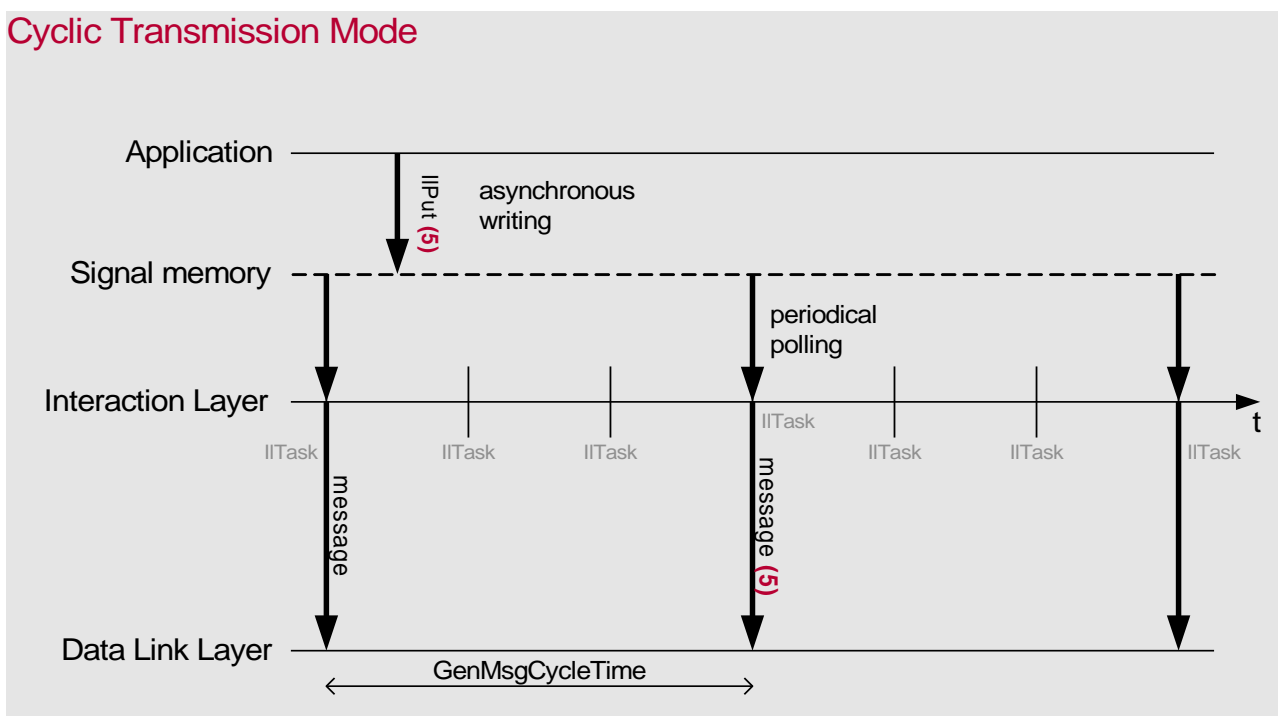 Cyclic Transmission Mode
Application
IlPut (5)
asynchronous
writing
Signal memory
periodical
polling
Interaction Layer
t
IlTask
IlTask
IlTask
IlTask
IlTask
IlTask
IlTask
message
message (5)
Data Link Layer
GenMsgCycleTime